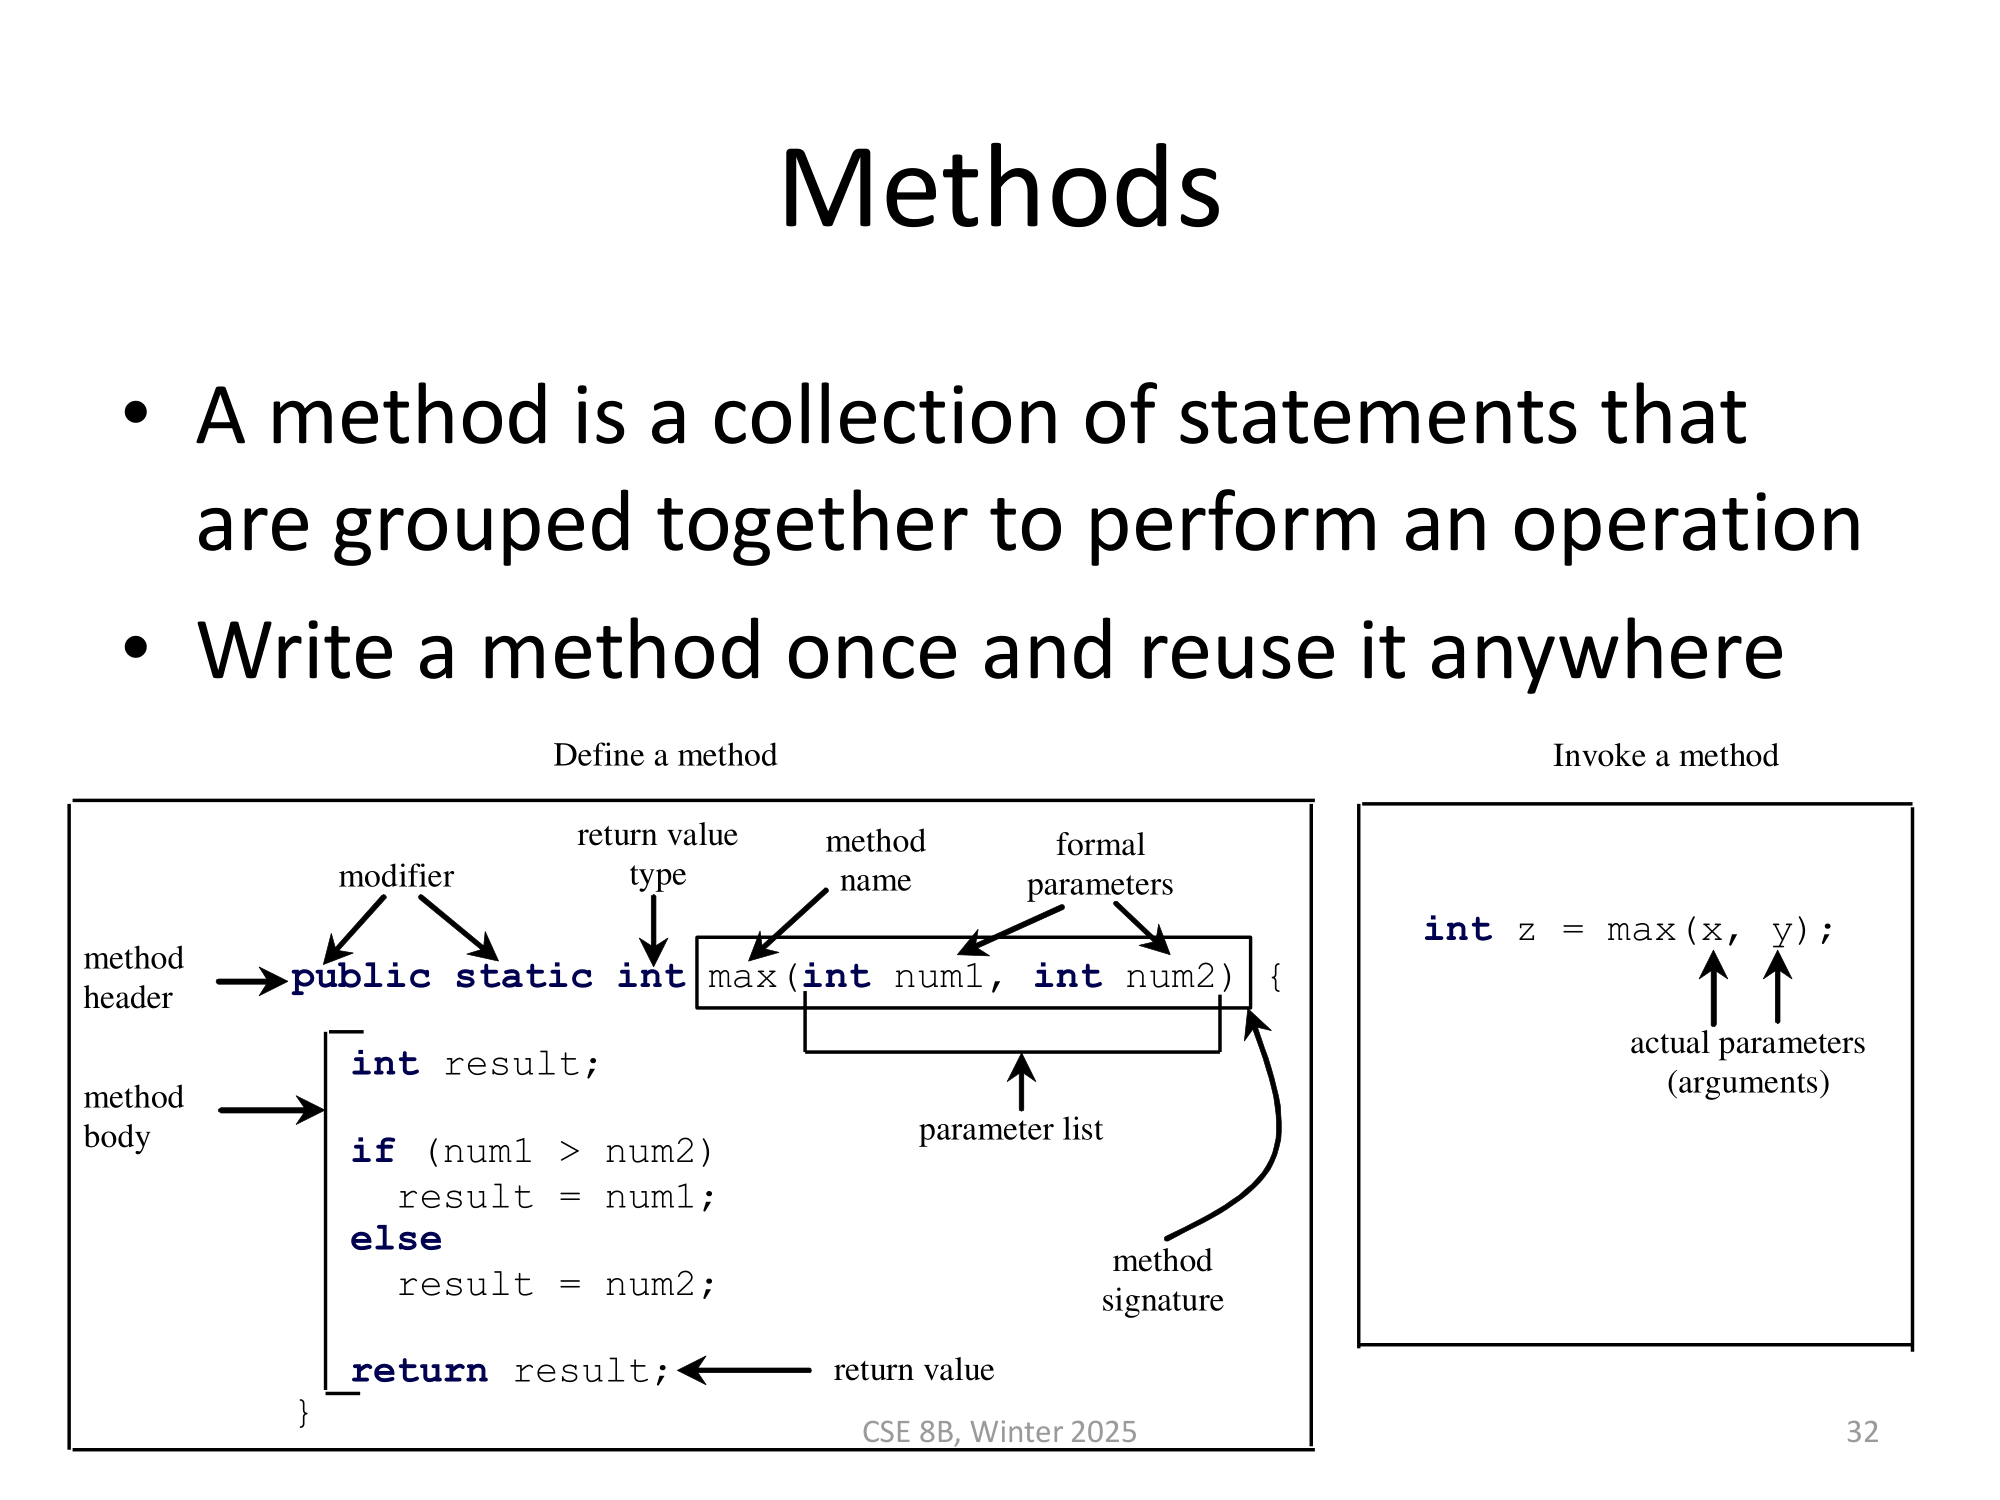 Methods
• A method is a collection of statements that
are grouped together to perform an operation
• Write a method once and reuse it anywhere
Define a method
modifier
return value
type
method
name
formal
parameters
method
header
public static int max(int num1, int num2) {
method
body
int result;
if (num1 > num2)
result = num1;
else
result = num2;
return result;
}
parameter list
method
signature
return value
Invoke a method
int z = max(x, y);
actual parameters
(arguments)
CSE 8B, Winter 2025
32